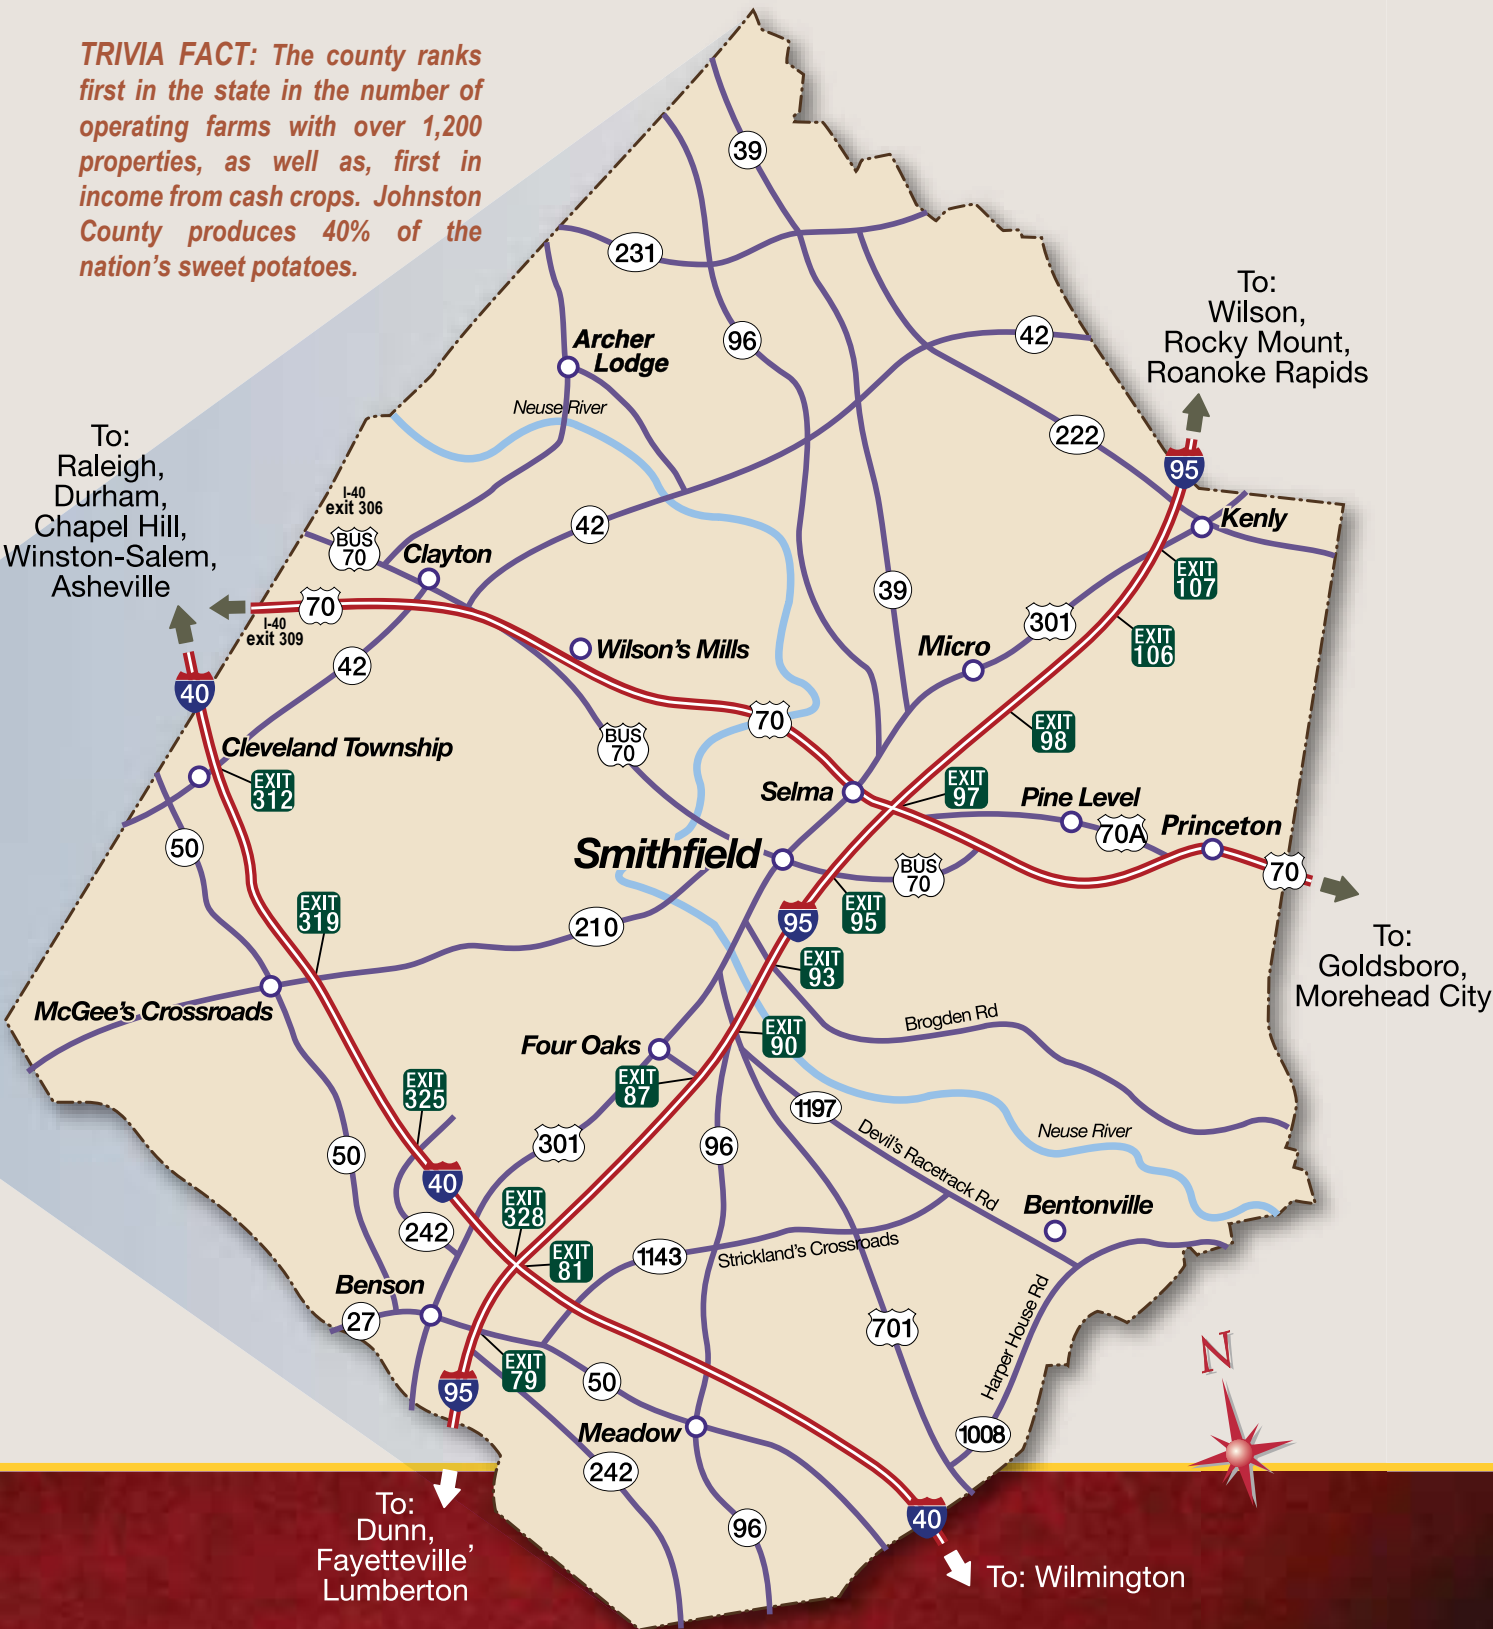 TRIVIA FACT: The county ranks
first in the state in the number of
operating farms with over 1,200
properties, as well as, first in
income from cash crops. Johnston
County produces 40% of the
nation's sweet potatoes.
39
231
96
42
To:
Wilson,
Rocky Mount,
Roanoke Rapids
Archer
Lodge
Neuse River
222
95
To:
Raleigh,
Durham,
Chapel Hill,
Winston-Salem,
Asheville
I-40
exit 306
BUS
70
Clayton
42
Kenly
EXIT
107
70
I-40
exit 309
39
301
EXIT
106
Wilson's Mills
Micro
42
40
70
EXIT
98
BUS
70
Cleveland Township
EXIT
312
Selma
EXIT
97
Pine Level
70A
Princeton
50
Smithfield
BUS
70
70
EXIT
319
210
95
EXIT
95
To:
Goldsboro,
Morehead City
EXIT
93
McGee's Crossroads
Brogden Rd
EXIT
90
Four Oaks
EXIT
87
EXIT
325
1197
301
96
Devil's Racetrack Rd
Neuse River
50
40
EXIT
328
Bentonville
242
EXIT
81
1143
Strickland's Crossroads
Benson
27
701
Harper House Rd
N
EXIT
79
95
50
Meadow
1008
242
To:
Dunn,
Fayetteville,
Lumberton
96
40
To: Wilmington